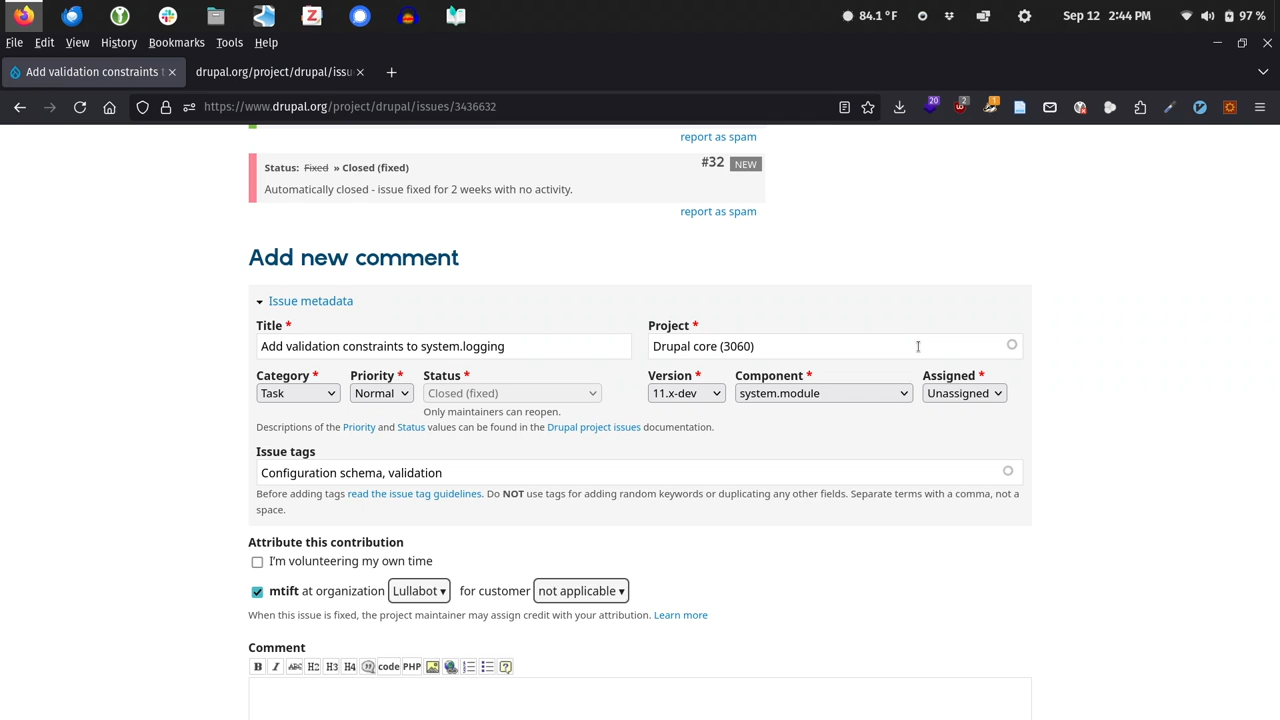 84.1 °F
Sep 12 2:44 PM
97 %
File Edit View History Bookmarks Tools Help
Add validation constraints t
drupal.org/project/drupal/issu
https://www.drupal.org/project/drupal/issues/3436632
20
2
1
report as spam
Status: Fixed » Closed (fixed)
#32 NEW
Automatically closed - issue fixed for 2 weeks with no activity.
report as spam
Add new comment
Issue metadata
Title * Project *
Add validation constraints to system.logging Drupal core (3060)
Category * Priority * Status * Version * Component * Assigned *
Task Normal Closed (fixed) 11.x-dev system.module Unassigned
Only maintainers can reopen.
Descriptions of the Priority and Status values can be found in the Drupal project issues documentation.
Issue tags
Configuration schema, validation
Before adding tags read the issue tag guidelines. Do NOT use tags for adding random keywords or duplicating any other fields. Separate terms with a comma, not a
space.
Attribute this contribution
I'm volunteering my own time
mtift at organization Lullabot ▾ for customer not applicable ▾
When this issue is fixed, the project maintainer may assign credit with your attribution. Learn more
Comment
B I ABC H2 H3 H4 code PHP